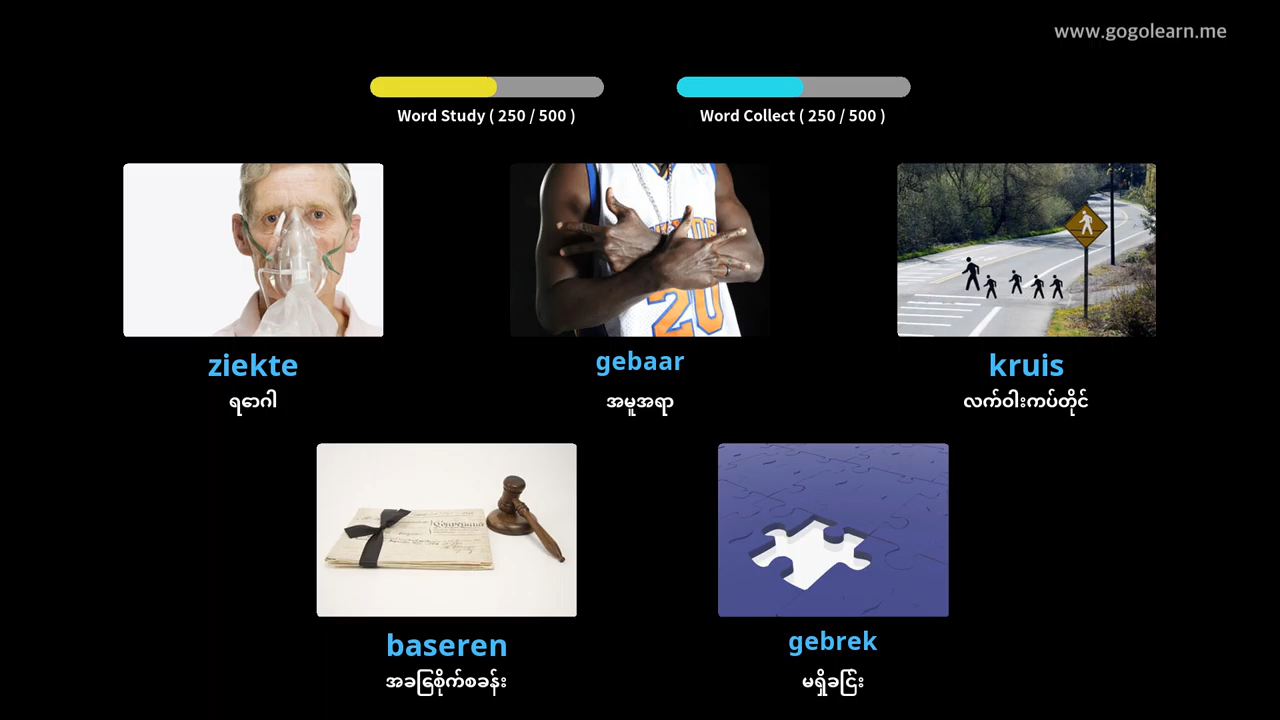 www.gogolearn.me
Word Study ( 250 / 500 )
Word Collect ( 250 / 500 )
20
ziekte
gebaar
kruis
ရောဂါ
အမူအရာ
လက်ဝါးကပ်တိုင်
baseren
gebrek
အခြေစိုက်စခန်း
မရှိခြင်း